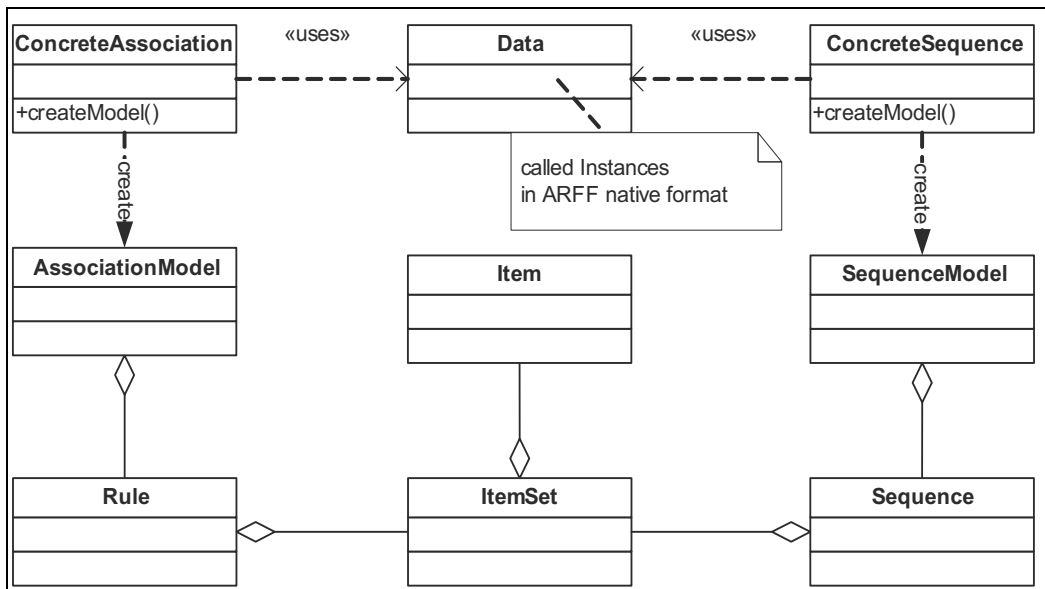 ConcreteAssociation
«uses»
Data
«uses»
ConcreteSequence
+createModel()
+createModel()
called Instances
in ARFF native format
create
create
AssociationModel
Item
SequenceModel
Rule
ItemSet
Sequence